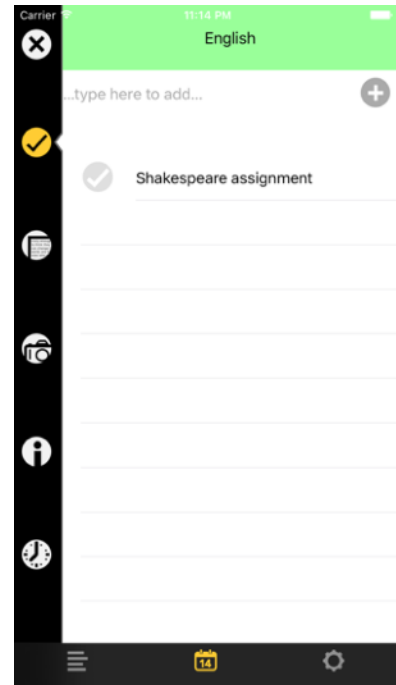 Carrier 11:14 PM
English
...type here to add...
Shakespeare assignment
14